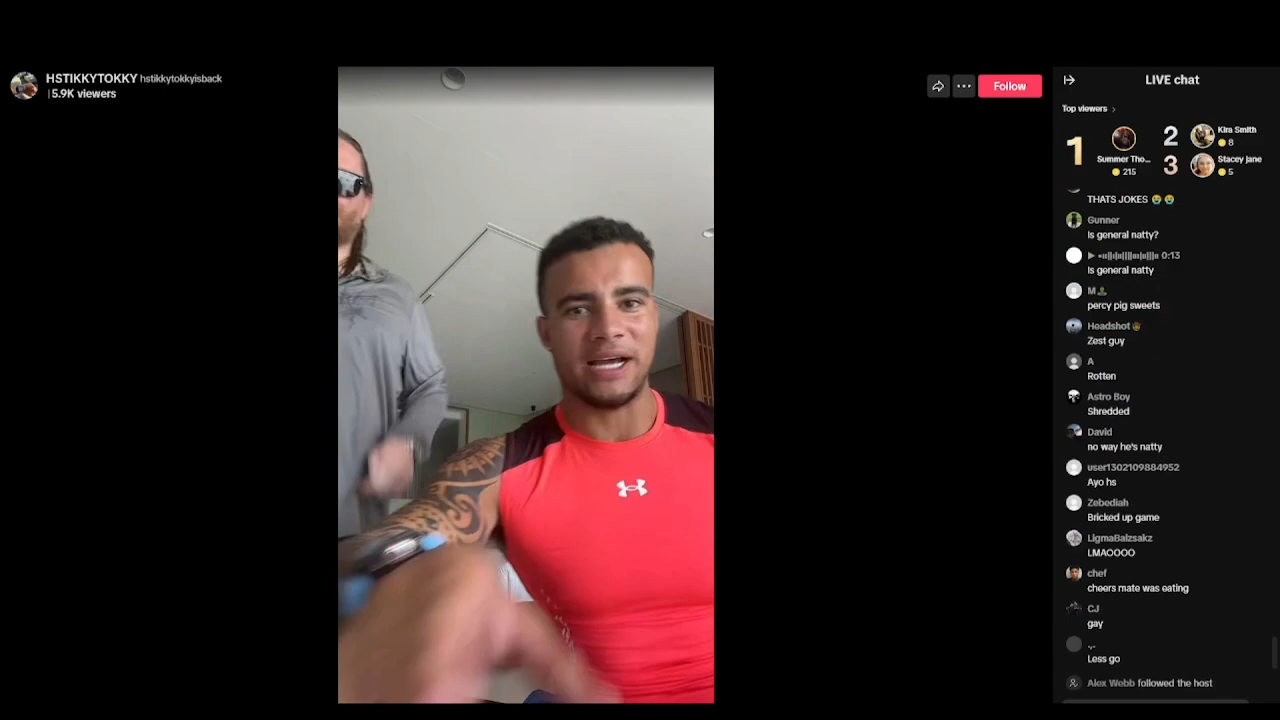 HSTIKKYTOKKY hstikkytokkyisback
5.9K viewers
Follow
LIVE chat
Top viewers
1
Summer Tho...
215
2
Kira Smith
8
3
Stacey jane
5
THATS JOKES 😭 😭
Gunner
Is general natty?
0:13
Is general natty
M
percy pig sweets
Headshot
Zest guy
A
Rotten
Astro Boy
Shredded
David
no way he's natty
user1302109884952
Ayo hs
Zebediah
Bricked up game
LigmaBalzsakz
LMAOOOO
chef
cheers mate was eating
CJ
gay
.,.
Less go
Alex Webb followed the host